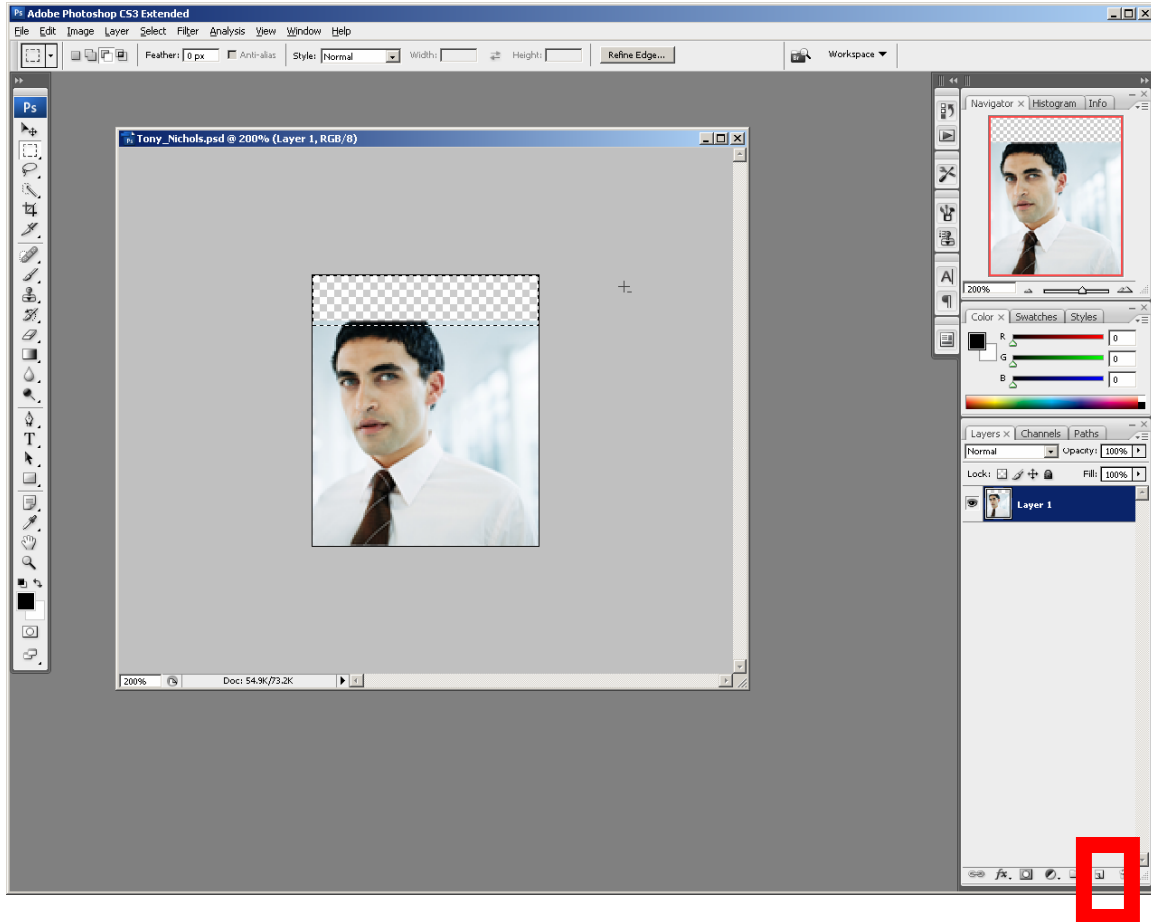 Ps Adobe Photoshop CS3 Extended
File Edit Image Layer Select Filter Analysis View Window Help
Feather: 0 px Anti-alias Style: Normal Width: Height: Refine Edge... Br Workspace
Ps
Navigator × Histogram Info
Tony_Nichols.psd @ 200% (Layer 1, RGB/8)
T
A
200%
Color × Swatches Styles
R 0
G 0
B 0
Layers × Channels Paths
Normal Opacity: 100%
Lock: Fill: 100%
Layer 1
200% Doc: 54.9K/73.2K
fx.